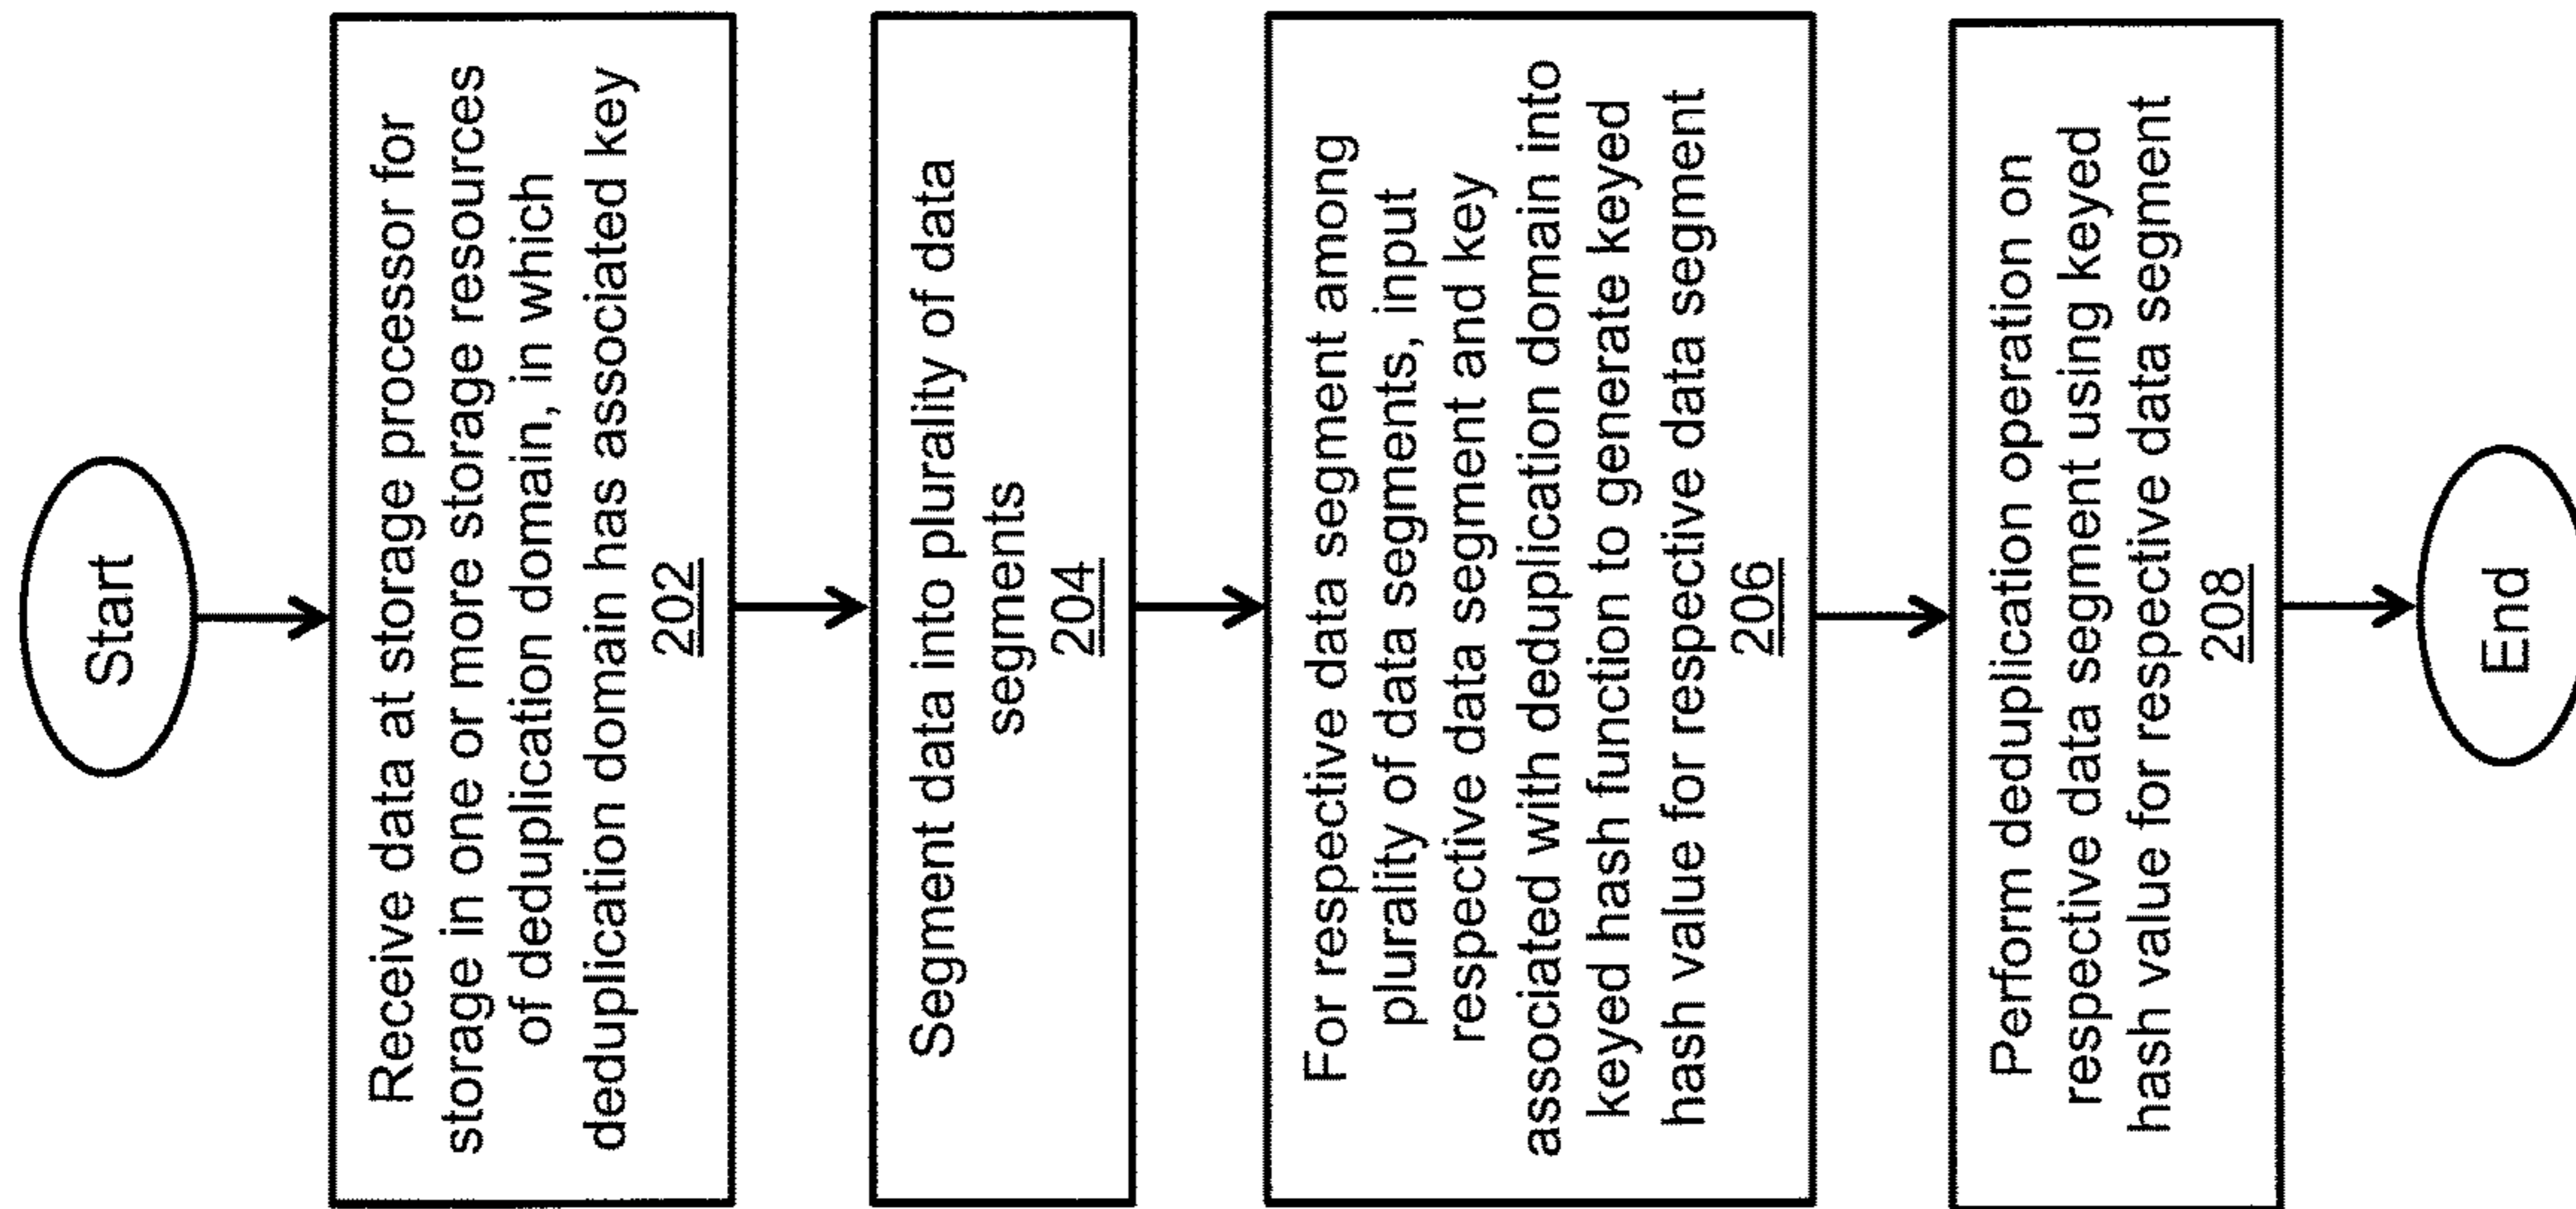 Start
Receive data at storage processor for
storage in one or more storage resources
of deduplication domain, in which
deduplication domain has associated key
202
Segment data into plurality of data
segments
204
For respective data segment among
plurality of data segments, input
respective data segment and key
associated with deduplication domain into
keyed hash function to generate keyed
hash value for respective data segment
206
Perform deduplication operation on
respective data segment using keyed
hash value for respective data segment
208
End